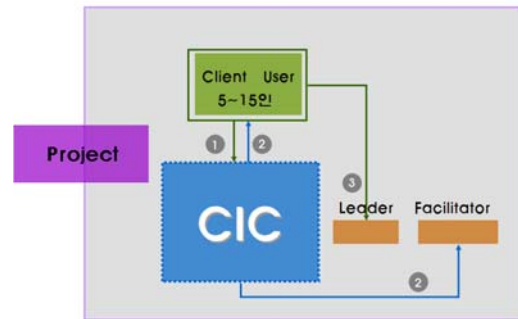 Client User
5~15인
1
2
Project
3
Leader Facilitator
CIC
2